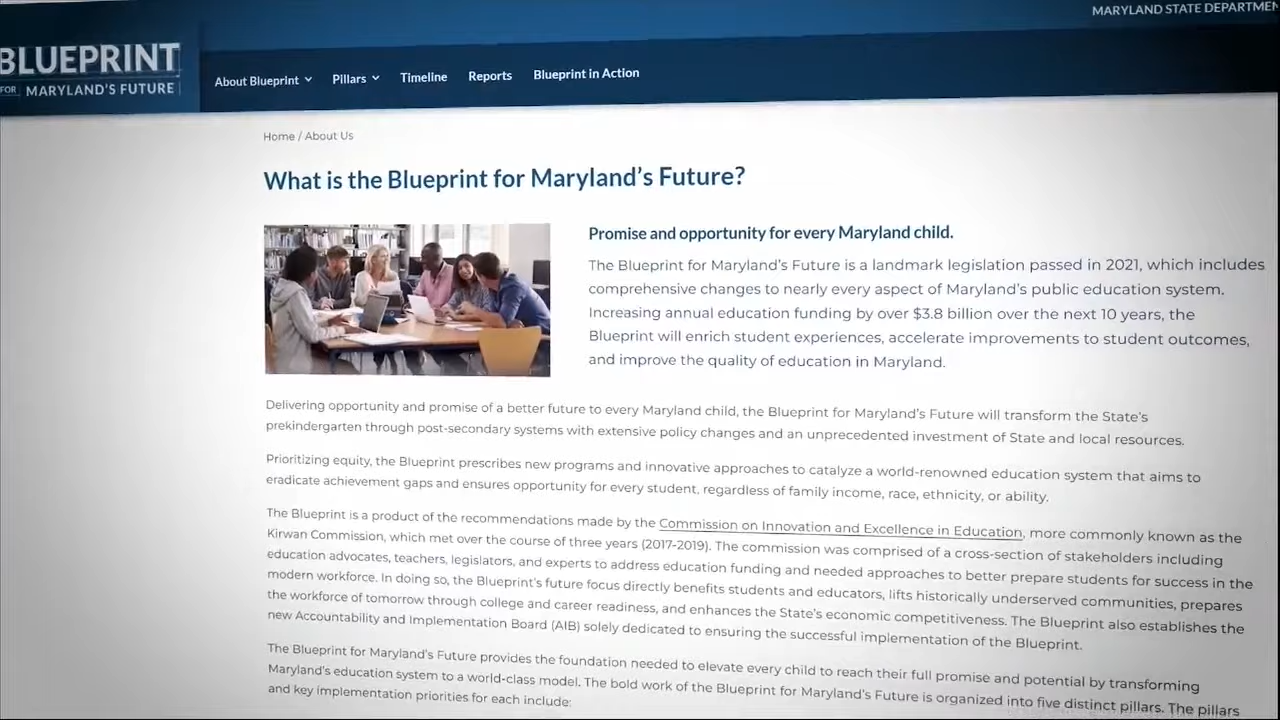 MARYLAND STATE DEPARTMEN
BLUEPRINT
FOR MARYLAND'S FUTURE
About Blueprint Pillars Timeline Reports Blueprint in Action
Home / About Us
What is the Blueprint for Maryland's Future?
Promise and opportunity for every Maryland child.
The Blueprint for Maryland's Future is a landmark legislation passed in 2021, which includes
comprehensive changes to nearly every aspect of Maryland's public education system.
Increasing annual education funding by over $3.8 billion over the next 10 years, the
Blueprint will enrich student experiences, accelerate improvements to student outcomes,
and improve the quality of education in Maryland.
Delivering opportunity and promise of a better future to every Maryland child, the Blueprint for Maryland's Future will transform the State's
prekindergarten through post-secondary systems with extensive policy changes and an unprecedented investment of State and local resources.
Prioritizing equity, the Blueprint prescribes new programs and innovative approaches to catalyze a world-renowned education system that aims to
eradicate achievement gaps and ensures opportunity for every student, regardless of family income, race, ethnicity, or ability.
The Blueprint is a product of the recommendations made by the Commission on Innovation and Excellence in Education, more commonly known as the
Kirwan Commission, which met over the course of three years (2017-2019). The commission was comprised of a cross-section of stakeholders including
education advocates, teachers, legislators, and experts to address education funding and needed approaches to better prepare students for success in the
modern workforce. In doing so, the Blueprint's future focus directly benefits students and educators, lifts historically underserved communities, prepares
the workforce of tomorrow through college and career readiness, and enhances the State's economic competitiveness. The Blueprint also establishes the
new Accountability and Implementation Board (AIB) solely dedicated to ensuring the successful implementation of the Blueprint.
The Blueprint for Maryland's Future provides the foundation needed to elevate every child to reach their full promise and potential by transforming
Maryland's education system to a world-class model. The bold work of the Blueprint for Maryland's Future is organized into five distinct pillars. The pillars
and key implementation priorities for each include: